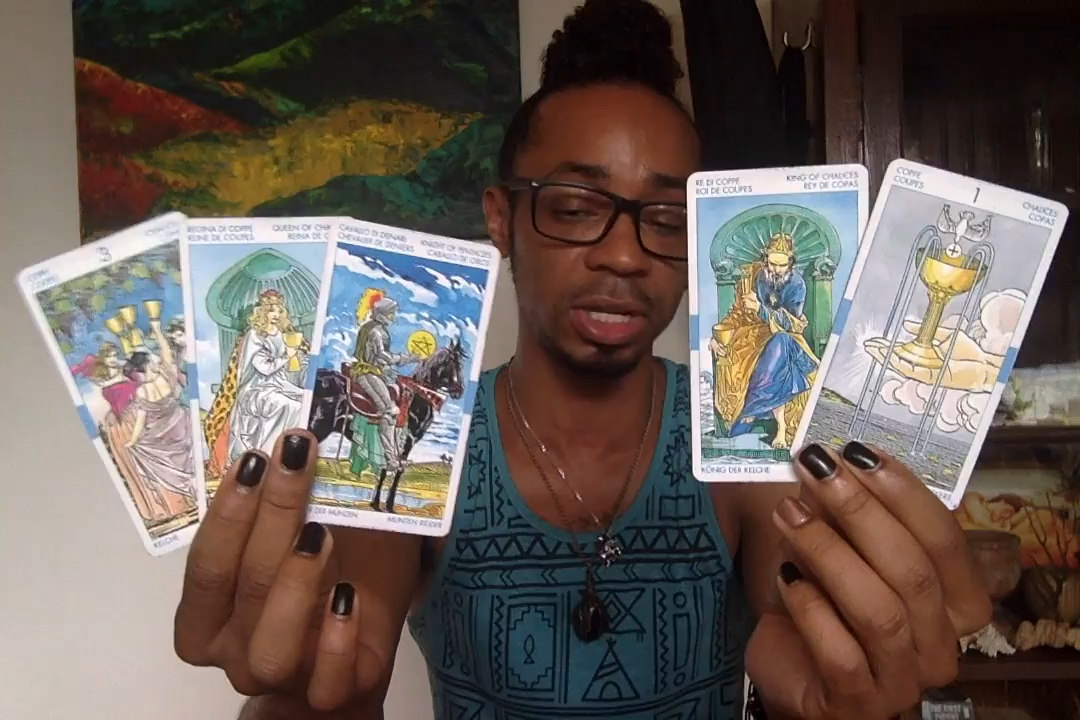 3
KELCHE
REGINA DI COPPE
REINE DE COUPES
QUEEN OF CHA
REINA DE C
CAVALLO DI DENARI
CHEVALIER DE DENIERS
KNIGHT OF PENTACLES
CABALLO DE OROS
DER MÜNZEN
MUNTEN RIDDER
RE DI COPPE
ROI DE COUPES
KING OF CHALICES
REY DE COPAS
KÖNIG DER KELCHE
COPPE
COUPES
1
CHALICES
COPAS